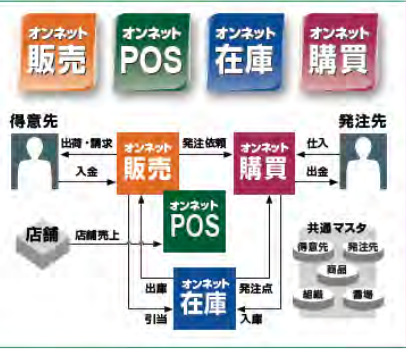 オンネット
販売
オンネット
POS
オンネット
在庫
オンネット
購買
得意先
発注先
出荷・請求
入金
オンネット
販売
発注依頼
オンネット
購買
仕入
出金
オンネット
POS
店舗
店舗売上
共通マスタ
得意先
発注先
商品
組織
置場
出庫
引当
オンネット
在庫
発注点
入庫